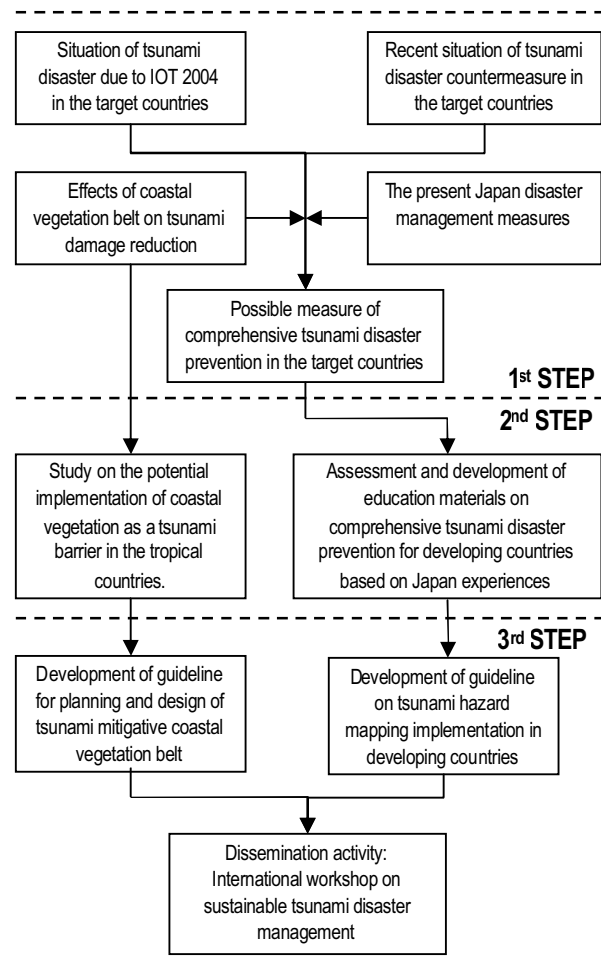 Situation of tsunami
disaster due to IOT 2004
in the target countries
Recent situation of tsunami
disaster countermeasure in
the target countries
Effects of coastal
vegetation belt on tsunami
damage reduction
The present Japan disaster
management measures
Possible measure of
comprehensive tsunami disaster
prevention in the target countries
1st STEP
2nd STEP
Study on the potential
implementation of coastal
vegetation as a tsunami
barrier in the tropical
countries.
Assessment and development of
education materials on
comprehensive tsunami disaster
prevention for developing countries
based on Japan experiences
3rd STEP
Development of guideline
for planning and design of
tsunami mitigative coastal
vegetation belt
Development of guideline
on tsunami hazard
mapping implementation in
developing countries
Dissemination activity:
International workshop on
sustainable tsunami disaster
management